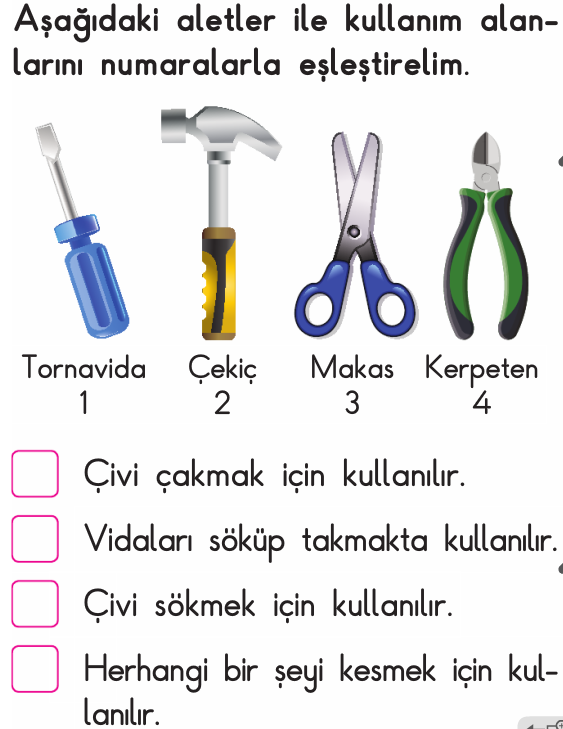 Aşağıdaki aletler ile kullanım alan-
larını numaralarla eşleştirelim.
Tornavida Çekiç Makas Kerpeten
1 2 3 4
Çivi çakmak için kullanılır.
Vidaları söküp takmakta kullanılır.
Çivi sökmek için kullanılır.
Herhangi bir şeyi kesmek için kul-
lanılır.